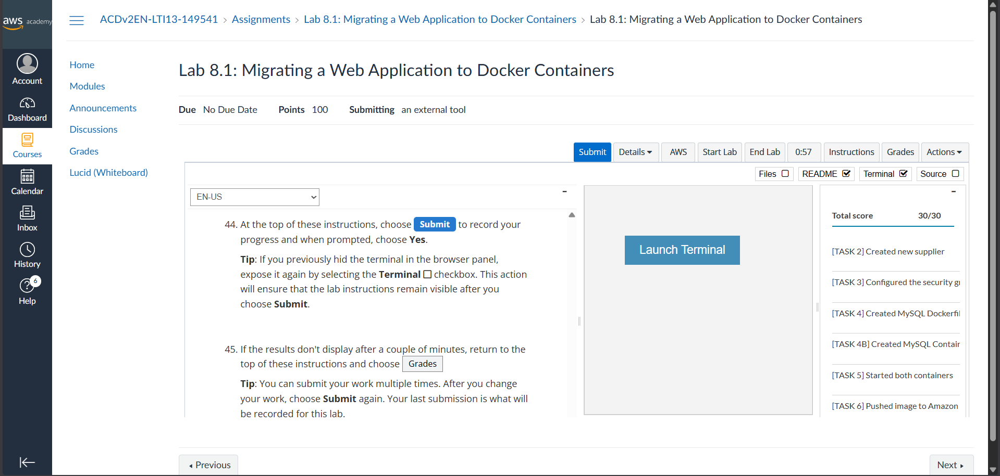 aws academy
ACDv2EN-LTI13-149541 > Assignments > Lab 8.1: Migrating a Web Application to Docker Containers > Lab 8.1: Migrating a Web Application to Docker Containers
Account
Dashboard
Courses
Calendar
Inbox
History
6
Help
Home
Modules
Announcements
Discussions
Grades
Lucid (Whiteboard)
Lab 8.1: Migrating a Web Application to Docker Containers
Due No Due Date Points 100 Submitting an external tool
Submit Details AWS Start Lab End Lab 0:57 Instructions Grades Actions
Files README Terminal Source
EN-US
44. At the top of these instructions, choose Submit to record your
progress and when prompted, choose Yes.
Tip: If you previously hid the terminal in the browser panel,
expose it again by selecting the Terminal checkbox. This action
will ensure that the lab instructions remain visible after you
choose Submit.
45. If the results don't display after a couple of minutes, return to the
top of these instructions and choose Grades
Tip: You can submit your work multiple times. After you change
your work, choose Submit again. Your last submission is what will
be recorded for this lab.
Launch Terminal
Total score 30/30
[TASK 2] Created new supplier
[TASK 3] Configured the security
[TASK 4] Created MySQL Dockerfil
[TASK 4B] Created MySQL Contair
[TASK 5] Started both containers
[TASK 6] Pushed image to Amazon
Previous
Next